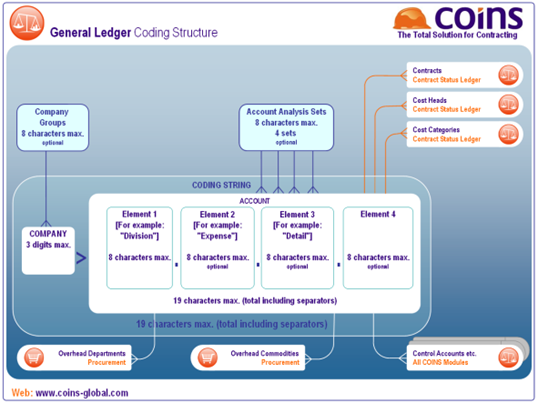 General Ledger Coding Structure
coins
The Total Solution for Contracting
Contracts
Contract Status Ledger
Cost Heads
Contract Status Ledger
Cost Categories
Contract Status Ledger
Company
Groups
8 characters max.
optional
Account Analysis Sets
8 characters max.
4 sets
optional
CODING STRING
ACCOUNT
COMPANY
3 digits max.
>
Element 1
[For example:
"Division"]
8 characters max.
.
Element 2
[For example:
"Expense"]
8 characters max.
optional
.
Element 3
[For example:
"Detail"]
8 characters max.
optional
.
Element 4
8 characters max.
optional
19 characters max. (total including separators)
19 characters max. (total including separators)
Overhead Departments
Procurement
Overhead Commodities
Procurement
Control Accounts etc.
All COINS Modules
Web: www.coins-global.com